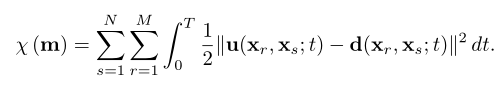 χ (m) = ∑_{s=1}^{N} ∑_{r=1}^{M} ∫_0^T 1/2 ‖u(x_r, x_s; t) − d(x_r, x_s; t)‖² dt.